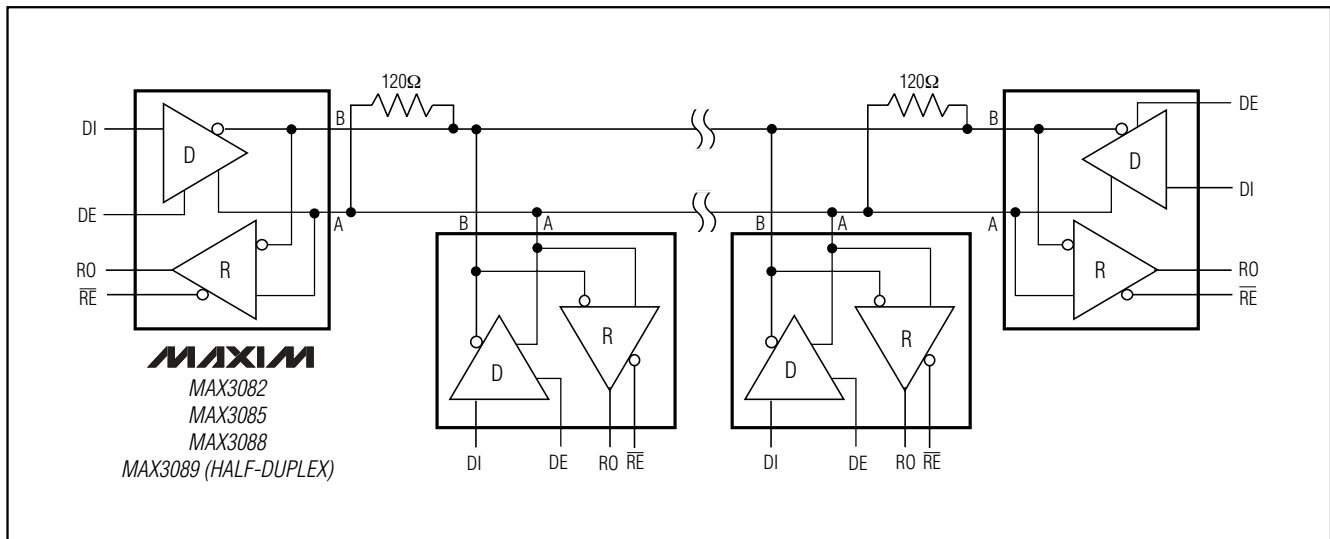 120Ω
120Ω
DI
D
B
B
DE
D
DI
DE
A
B
A
B
A
A
RO
R
RE
R
RO
RE
D
R
D
R
MAXIM
MAX3082
MAX3085
MAX3088
MAX3089 (HALF-DUPLEX)
DI
DE
RO
RE
DI
DE
RO
RE